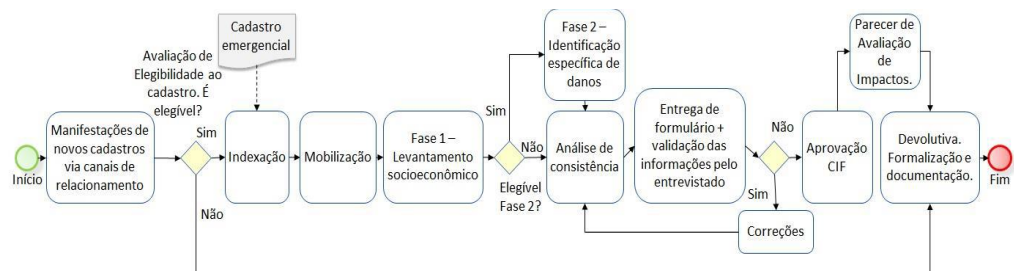 Cadastro
emergencial
Avaliação de
Elegibilidade ao
cadastro. É
elegível?
Fase 2 –
Identificação
específica de
danos
Parecer de
Avaliação
de
Impactos.
Início
Manifestações de
novos cadastros
via canais de
relacionamento
Sim
Não
Indexação
Mobilização
Fase 1 –
Levantamento
socioeconômico
Sim
Não
Elegível
Fase 2?
Análise de
consistência
Entrega de
formulário +
validação das
informações pelo
entrevistado
Não
Sim
Correções
Aprovação
CIF
Devolutiva.
Formalização e
documentação.
Fim